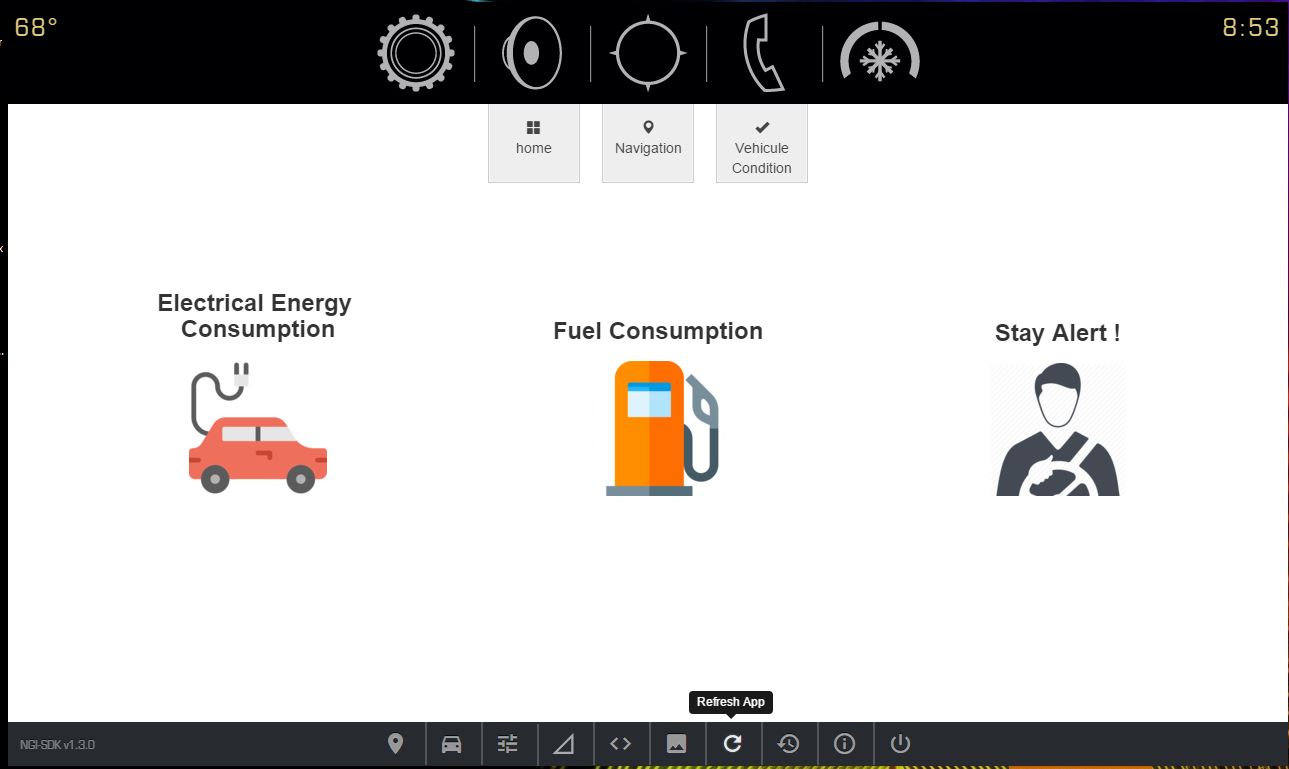 68°
8:53
home
Navigation
Vehicule
Condition
Electrical Energy
Consumption
Fuel Consumption
Stay Alert !
Refresh App
NGI-SDK v1.3.0